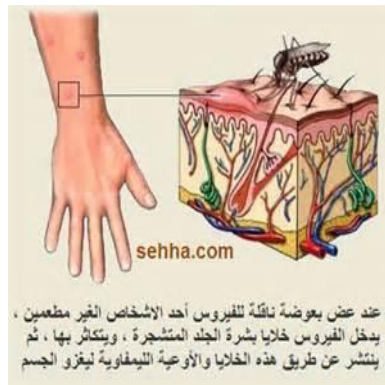 sehha.com
عند عض بعوضة ناقلة للفيروس أحد الاشخاص الغير مطعمين ،
يدخل الفيروس خلايا بشرة الجلد المتشجرة ، ويتكاثر بها ، ثم
ينتشر عن طريق هذه الخلايا والأوعية الليمفاوية ليغزو الجسم